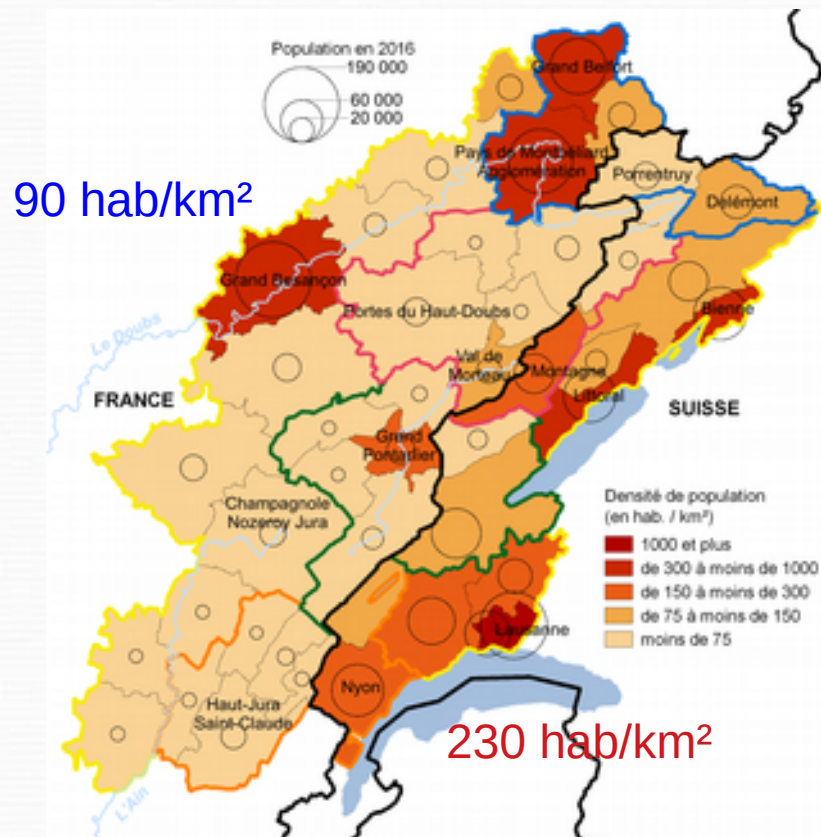 Population en 2016
190 000
60 000
20 000
Grand Belfort
Pays de Montbéliard
Agglomération
Porrentruy
Delémont
90 hab/km²
Grand Besançon
Bienne
Portes du Haut-Doubs
Le Doubs
Val de
Morteau
Montagne
Littoral
FRANCE
SUISSE
Grand
Pontarlier
Champagnole
Nozeroy Jura
Densité de population
(en hab. / km²)
1000 et plus
de 300 à moins de 1000
de 150 à moins de 300
de 75 à moins de 150
moins de 75
Lausanne
Nyon
Haut-Jura
Saint-Claude
230 hab/km²
L'Ain